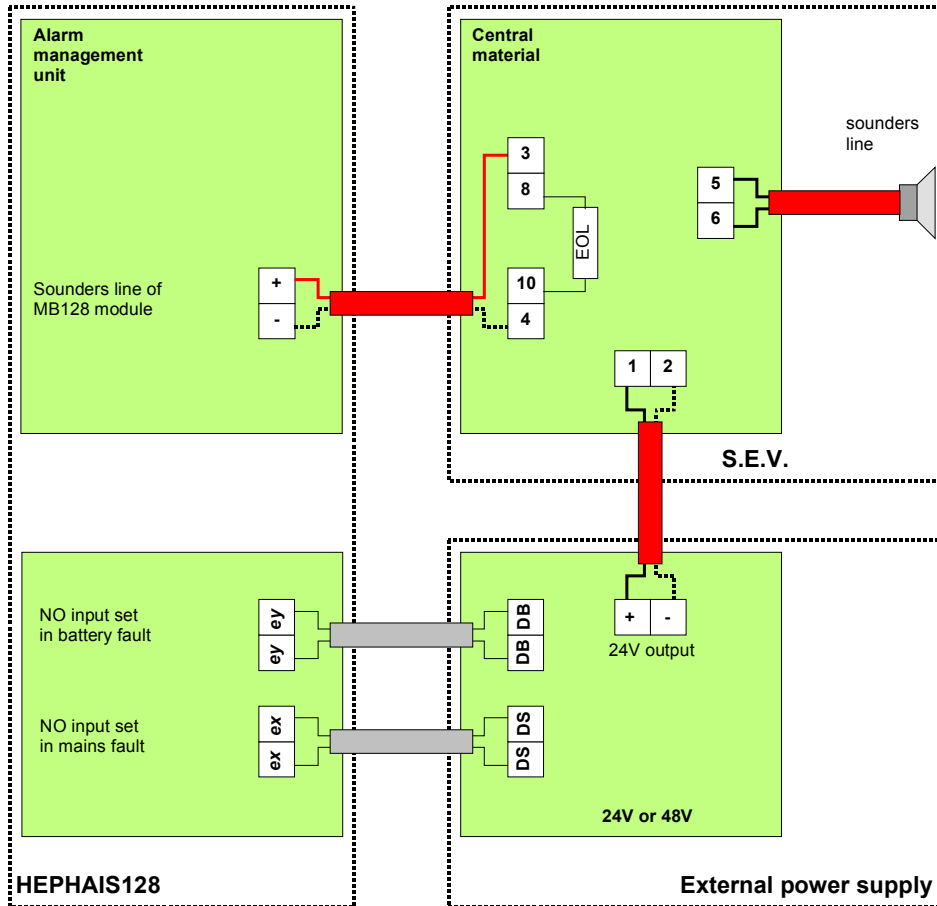 Alarm
management
unit
Central
material
sounders
line
3
8
EOL
10
4
5
6
Sounders line of
MB128 module
+
-
1 2
S.E.V.
NO input set
in battery fault
ey
ey
DB
DB
+ -
24V output
NO input set
in mains fault
ex
ex
DS
DS
24V or 48V
HEPHAIS128
External power supply